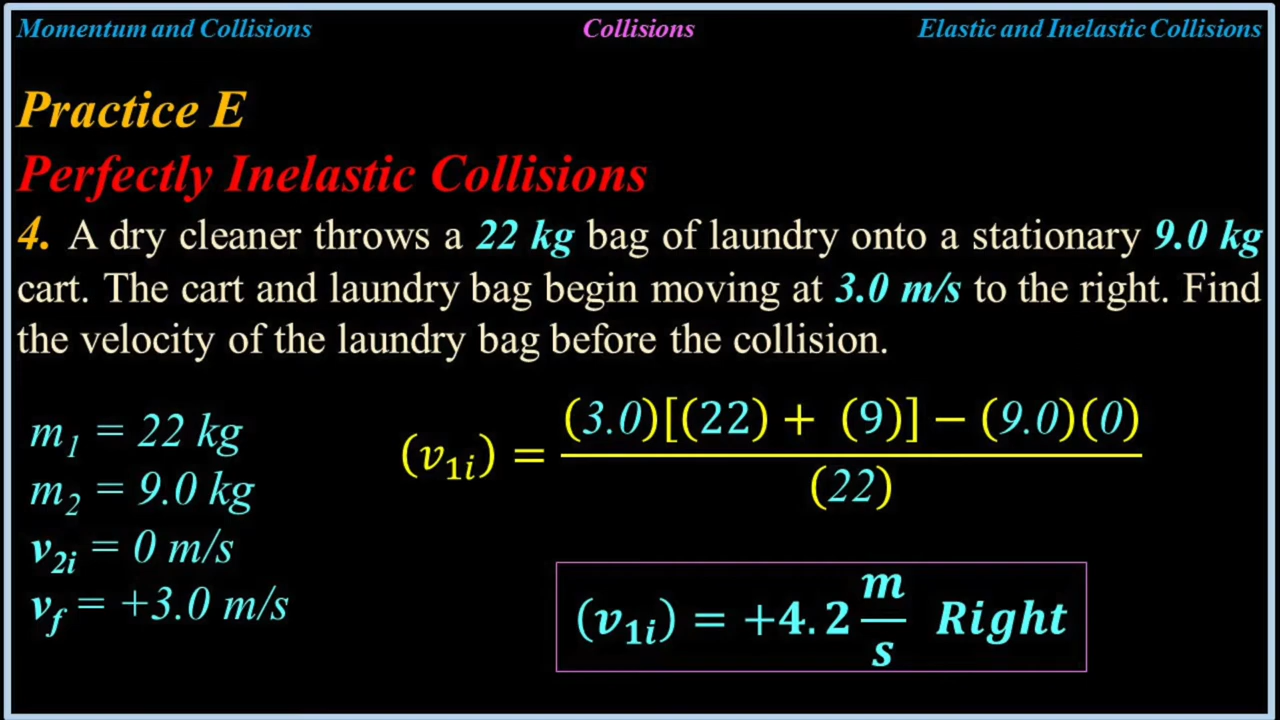 Momentum and Collisions
Collisions
Elastic and Inelastic Collisions
Practice E
Perfectly Inelastic Collisions
4. A dry cleaner throws a 22 kg bag of laundry onto a stationary 9.0 kg
cart. The cart and laundry bag begin moving at 3.0 m/s to the right. Find
the velocity of the laundry bag before the collision.
m₁ = 22 kg
m₂ = 9.0 kg
v₂ᵢ = 0 m/s
v_f = +3.0 m/s
(v₁ᵢ) = (3.0)[(22) + (9)] − (9.0)(0) / (22)
(v₁ᵢ) = +4.2 m/s Right